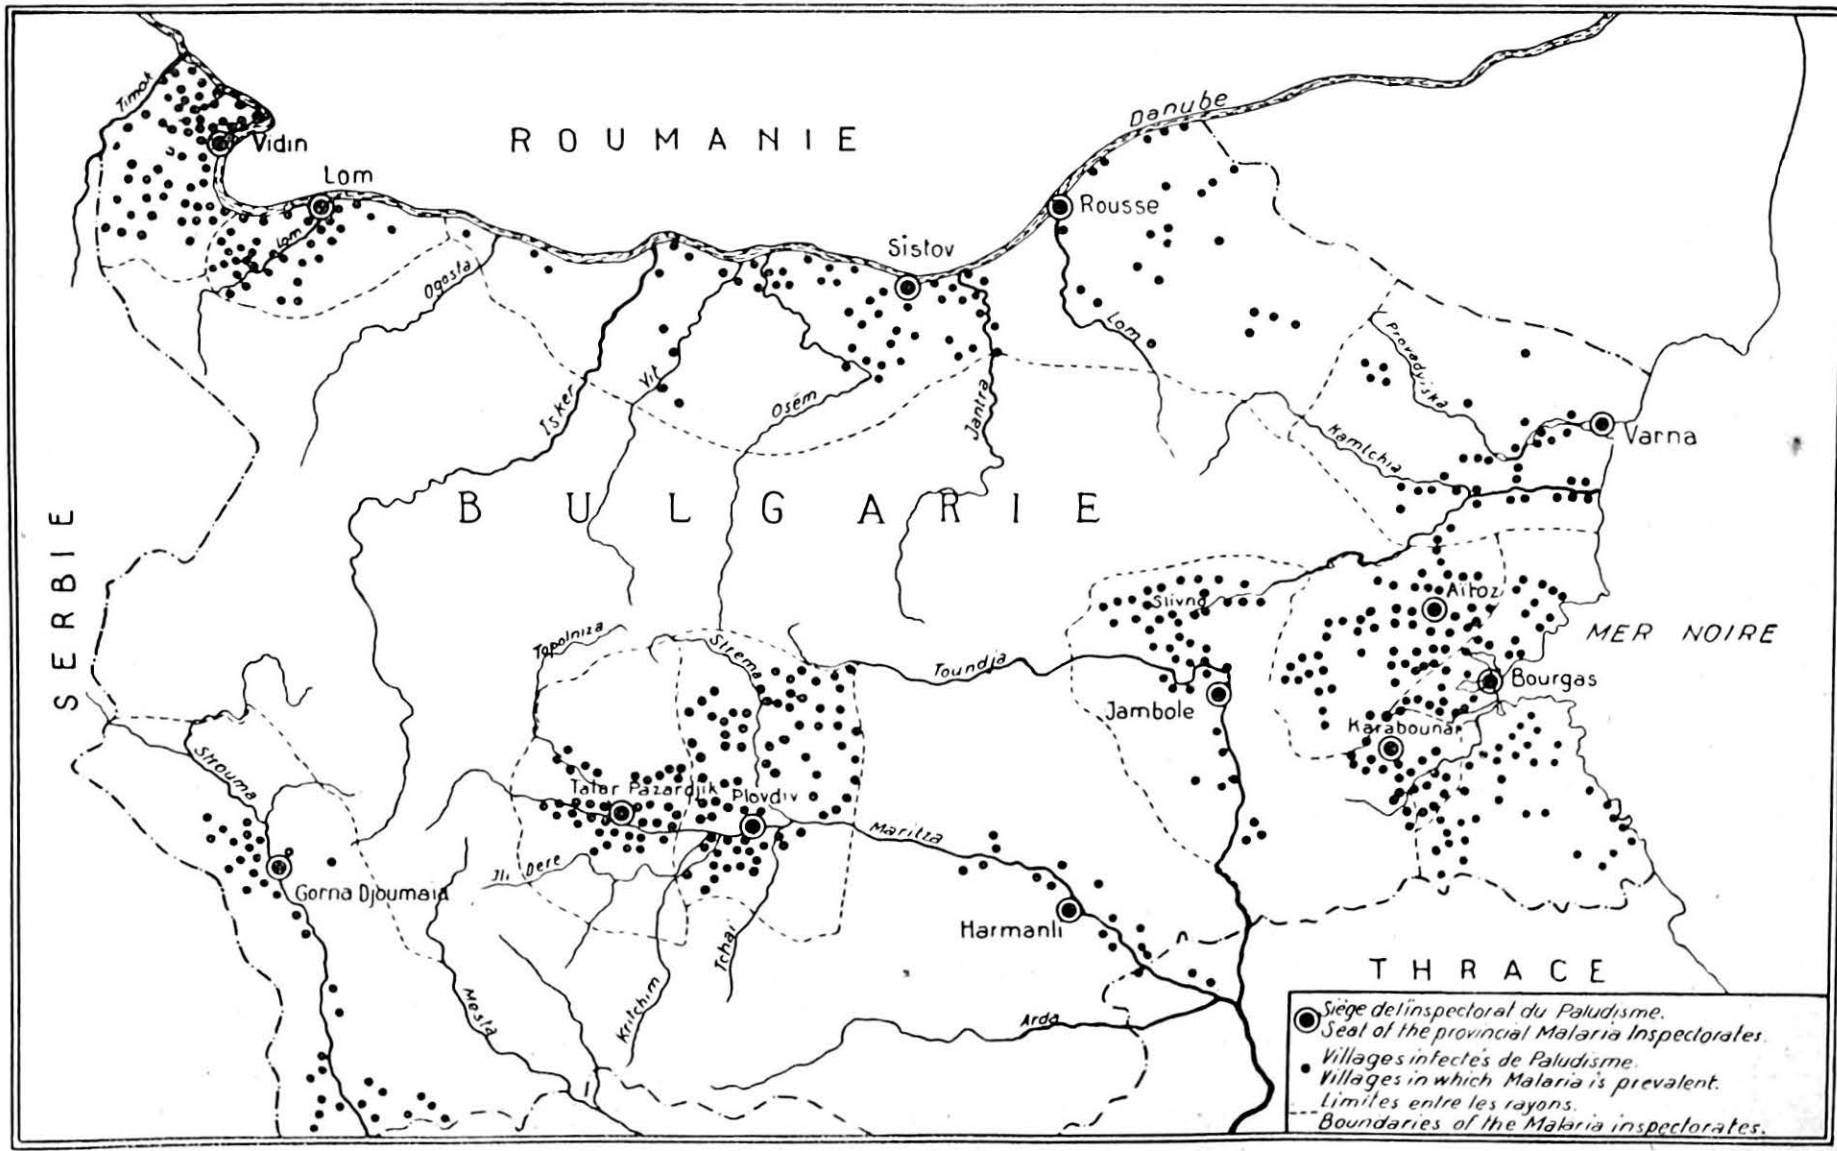 Timok
Vidin
ROUMANIE
Danube
Lom
Lom
Rousse
Sistov
Ogosta
Lom
Provadyiska
Isker
Vit
Osém
Jantra
Varna
Kamtchia
BULGARIE
SERBIE
Slivno
Aïtoz
MER NOIRE
Topolniza
Strema
Toundja
Bourgas
Jambole
Karabounar
Strouma
Tatar Pazardjik
Plovdiv
Maritza
Ili Dere
Gorna Djoumaia
Harmanli
Tchai
Kritchim
Mesta
Arda
THRACE
Siège de l'inspectorat du Paludisme.
Seat of the provincial Malaria Inspectorates.
Villages infectés de Paludisme.
Villages in which Malaria is prevalent.
Limites entre les rayons.
Boundaries of the Malaria inspectorates.